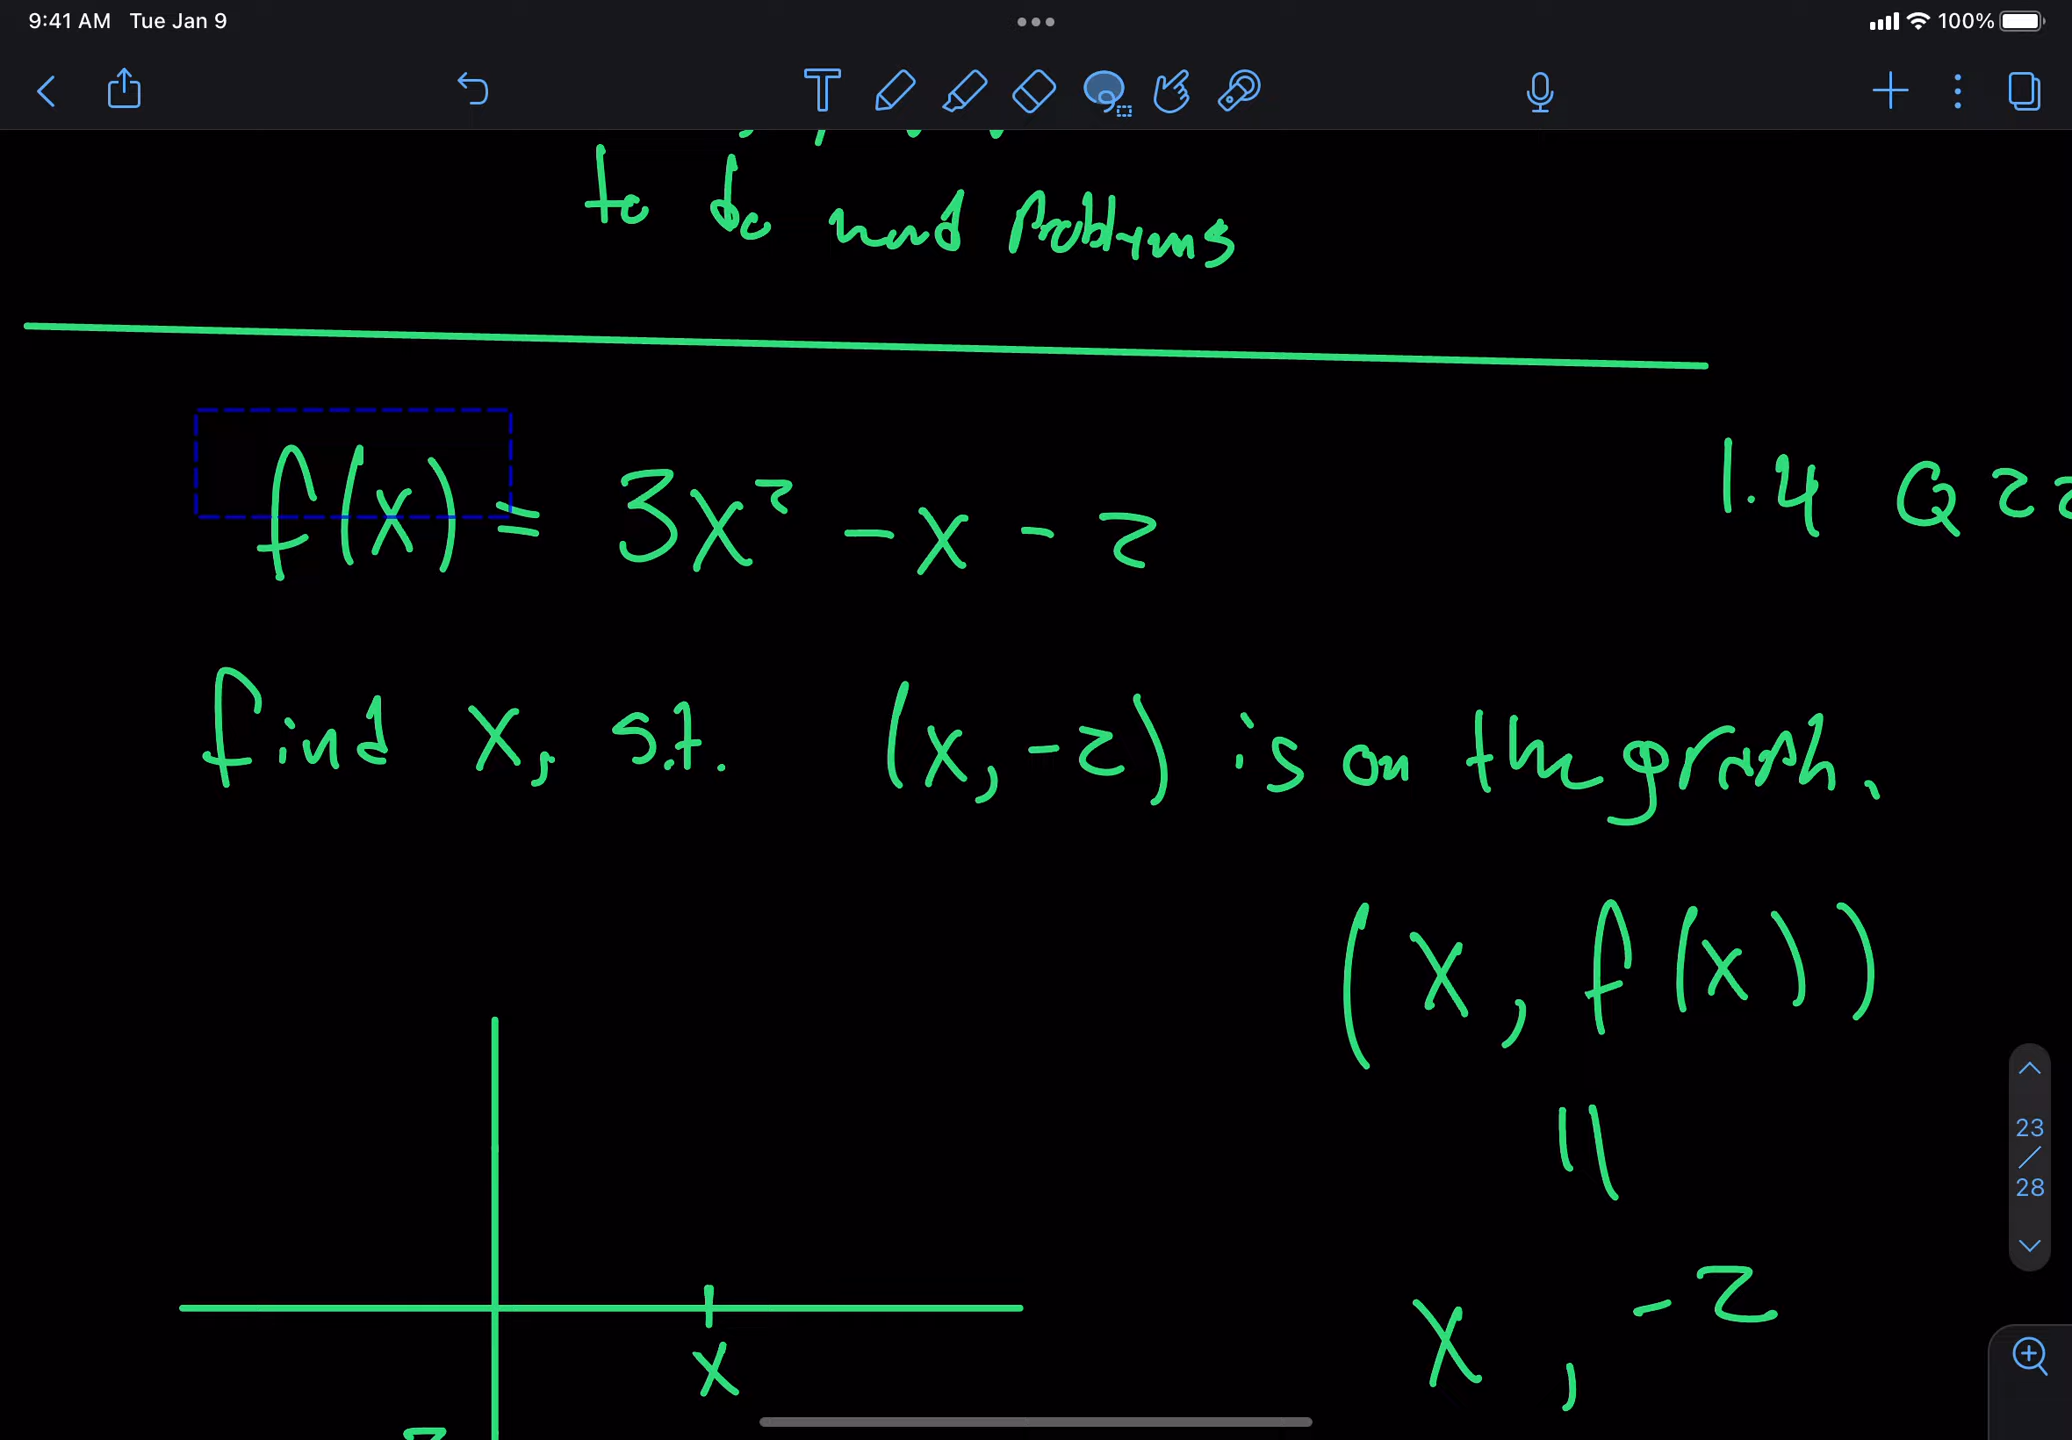 9:41 AM Tue Jan 9
100%
T
to do hard Problems
f(x) = 3x² - x - 2
1.4 Q 22
find x, s.t. (x, -2) is on the graph.
(x, f(x))
||
x, -2
x
23
/
28